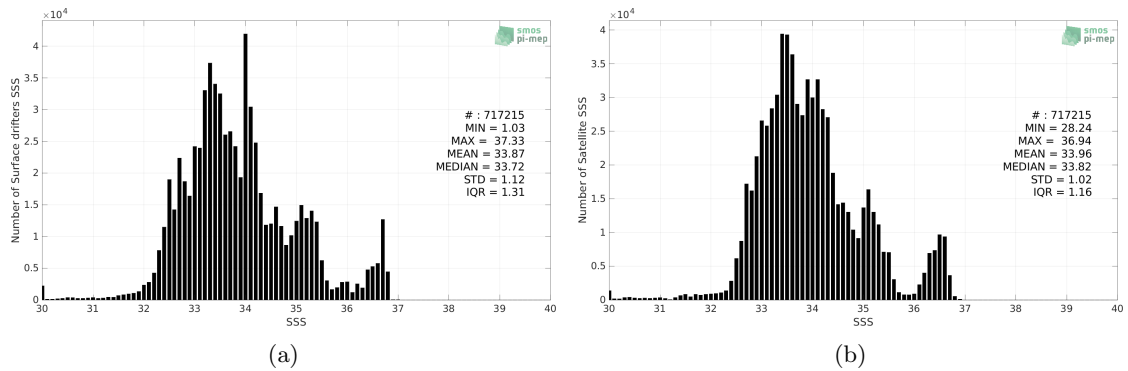 ×10⁴
smos
pi-mep
4
3.5
3
2.5
2
1.5
1
0.5
0
Number of Surface drifters SSS
# : 717215
MIN = 1.03
MAX = 37.33
MEAN = 33.87
MEDIAN = 33.72
STD = 1.12
IQR = 1.31
30 31 32 33 34 35 36 37 38 39 40
SSS
(a)
×10⁴
smos
pi-mep
4
3.5
3
2.5
2
1.5
1
0.5
0
Number of Satellite SSS
# : 717215
MIN = 28.24
MAX = 36.94
MEAN = 33.96
MEDIAN = 33.82
STD = 1.02
IQR = 1.16
30 31 32 33 34 35 36 37 38 39 40
SSS
(b)